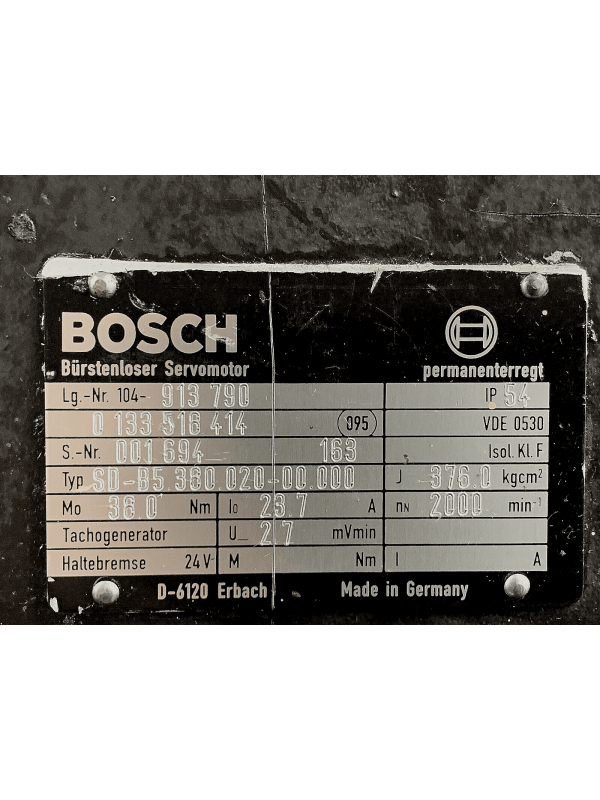 BOSCH
Bürstenloser Servomotor permanenterregt
Lg.-Nr. 104- 913 790 IP 54
0 133 518 414 095 VDE 0530
S.-Nr. 001 694 163 Isol. Kl. F
Typ SD-B5.380.020-00.000 J 376.0 kgcm²
Mo 38.0 Nm I₀ 23.7 A nN 2000 min⁻¹
Tachogenerator U_ 2.7 mVmin
Haltebremse 24V M Nm I A
D-6120 Erbach Made in Germany